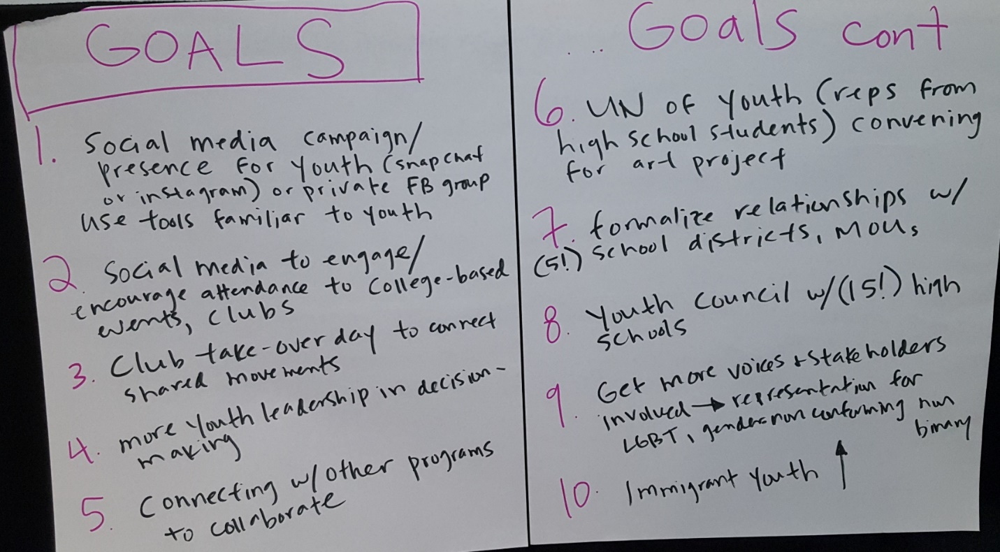 GOALS
1. Social media campaign/
presence for youth (snapchat
or instagram) or private FB group
use tools familiar to youth
2. Social media to engage/
encourage attendance to College-based
events, clubs
3. Club take-over day to connect
shared movements
4. more youth leadership in decision-
making
5. Connecting w/ other programs
to collaborate
... Goals cont
6. UN of Youth (reps from
high school students) convening
for art project
7. formalize relationships w/
(5!) school districts, MOUs
8. Youth Council w/ (15!) high
schools
9. Get more voices + stakeholders
involved → representation for
LGBT, gender non conforming non
binary
10. Immigrant youth ↑